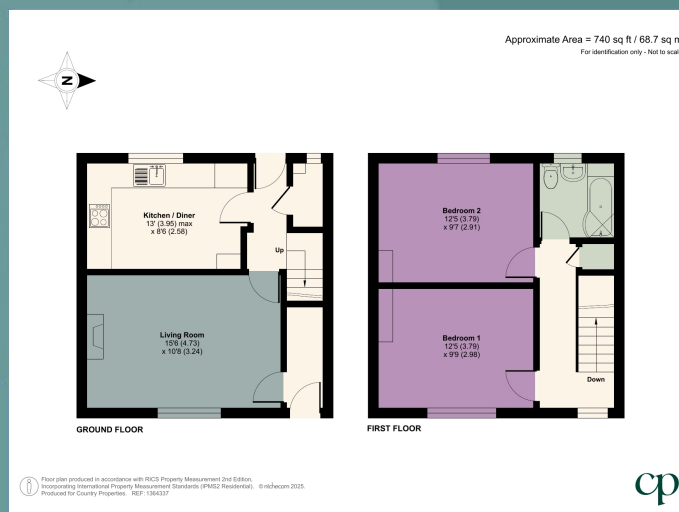 Approximate Area = 740 sq ft / 68.7 sq m
For identification only - Not to scal
N
Kitchen / Diner
13' (3.95) max
x 8'6 (2.58)
Up
Living Room
15'6 (4.73)
x 10'8 (3.24)
GROUND FLOOR
Bedroom 2
12'5 (3.79)
x 9'7 (2.91)
Bedroom 1
12'5 (3.79)
x 9'9 (2.98)
Down
FIRST FLOOR
Floor plan produced in accordance with RICS Property Measurement 2nd Edition,
Incorporating International Property Measurement Standards (IPMS2 Residential). © nichecom 2025.
Produced for Country Properties. REF: 1364337
cp